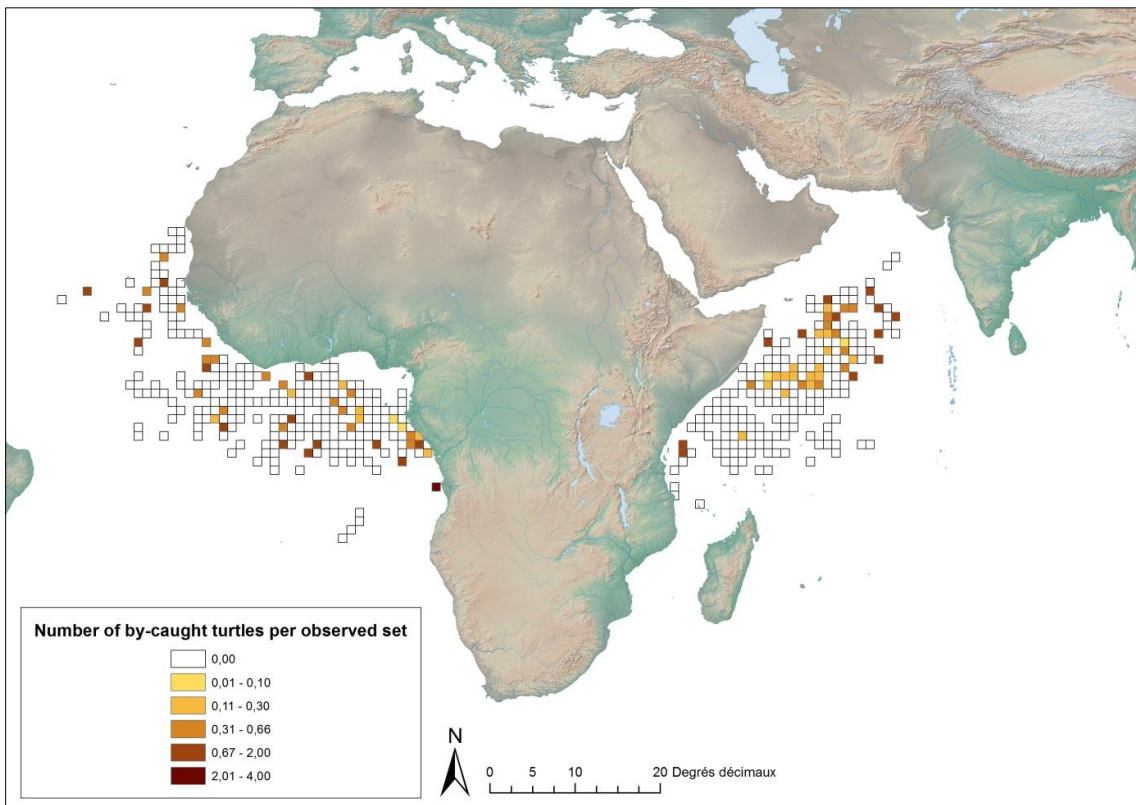 Number of by-caught turtles per observed set
0,00
0,01 - 0,10
0,11 - 0,30
0,31 - 0,66
0,67 - 2,00
2,01 - 4,00
N
0 5 10 20 Degrés décimaux